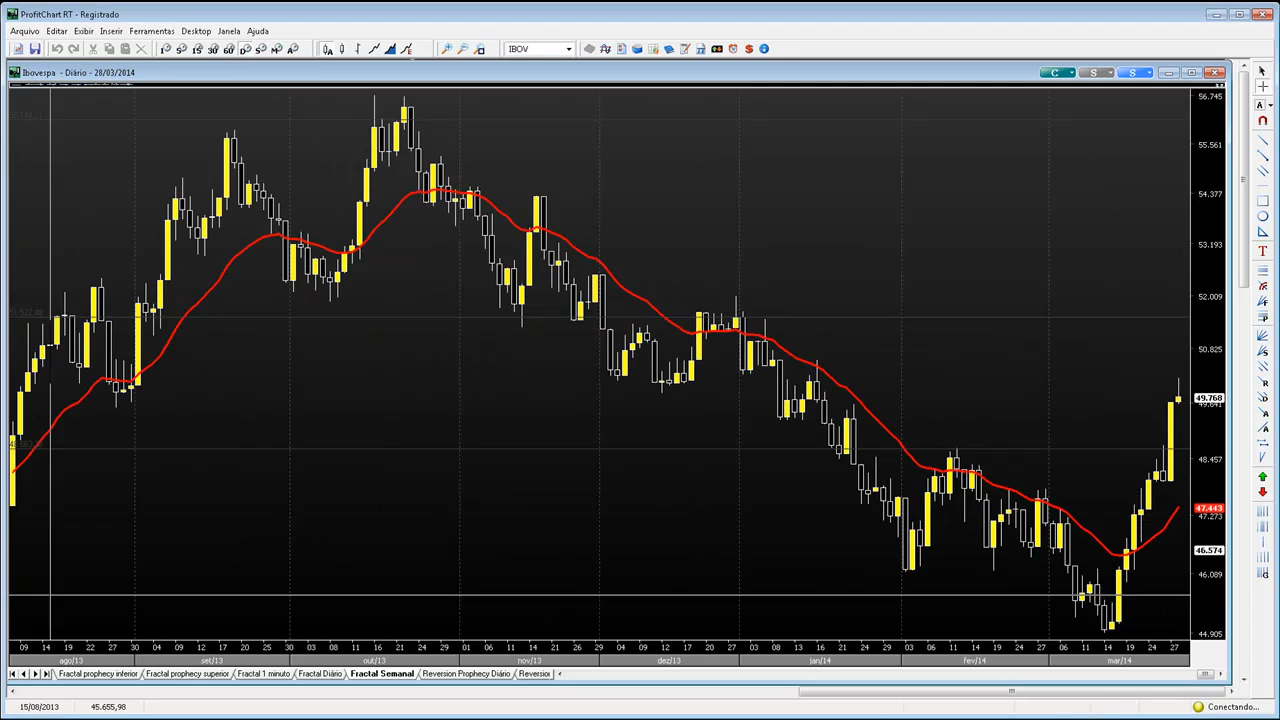 ProfitChart RT - Registrado
Arquivo Editar Exibir Inserir Ferramentas Desktop Janela Ajuda
IBOV
Ibovespa - Diário - 28/03/2014
C S S
56.745
55.561
54.377
53.193
52.009
50.825
49.768
49.641
48.457
47.443
47.273
46.574
46.089
44.905
09 14 19 22 27 30 04 09 12 17 20 25 30 03 08 11 16 21 24 29 01 06 11 14 21 26 29 04 09 12 17 20 27 03 08 13 16 21 24 29 03 06 11 14 19 24 27 06 11 14 19 24 27
ago/13 set/13 out/13 nov/13 dez/13 jan/14 fev/14 mar/14
Fractal prophecy inferior Fractal prophecy superior Fractal 1 minuto Fractal Diário Fractal Semanal Reversion Prophecy Diário Reversior
15/08/2013 45.655,98 Conectando...